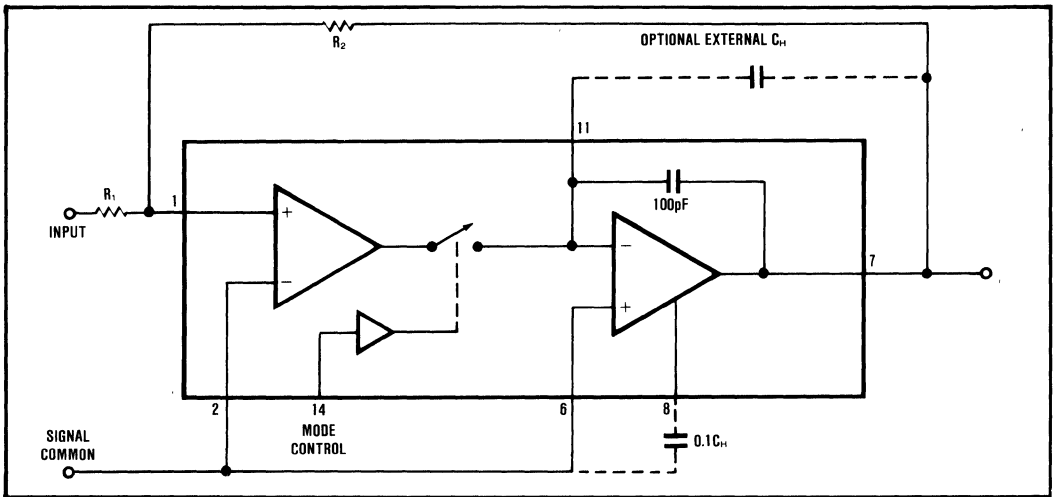 R₂
OPTIONAL EXTERNAL Cₕ
11
R₁
1
+
−
100pF
INPUT
−
+
7
2
14
6
8
MODE
CONTROL
0.1Cₕ
SIGNAL
COMMON